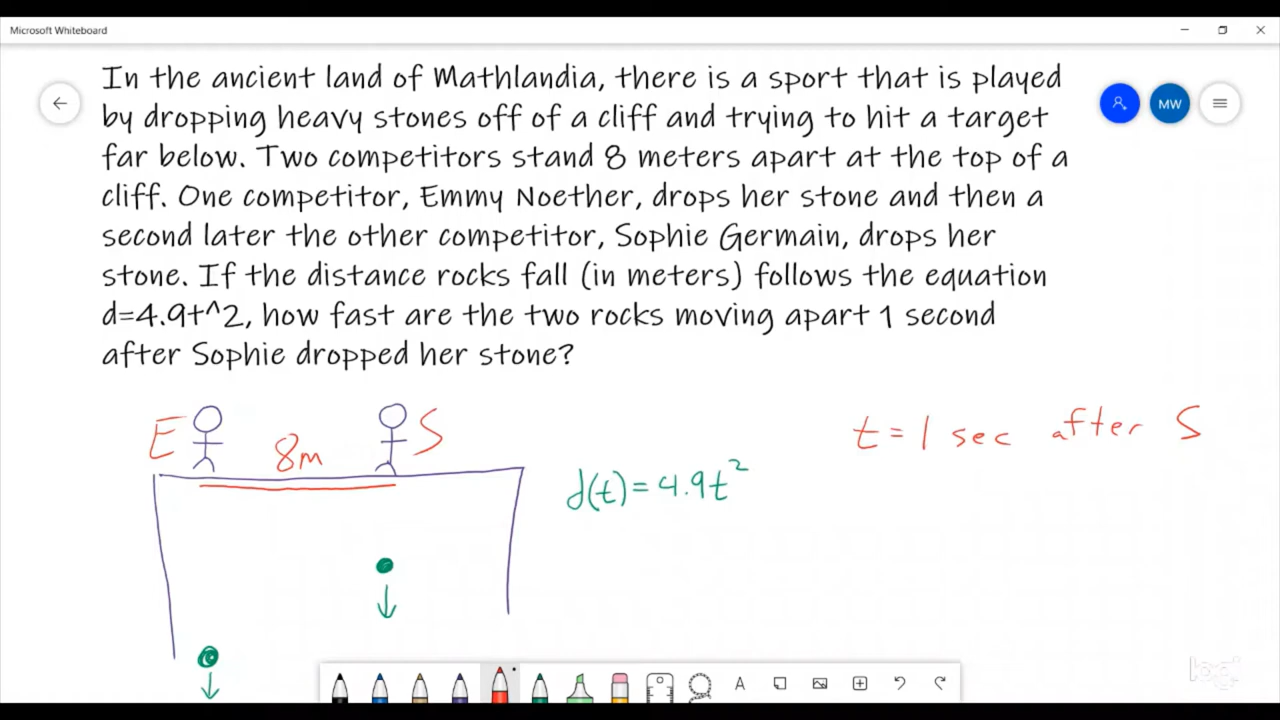 Microsoft Whiteboard
In the ancient land of Mathlandia, there is a sport that is played
by dropping heavy stones off of a cliff and trying to hit a target
far below. Two competitors stand 8 meters apart at the top of a
cliff. One competitor, Emmy Noether, drops her stone and then a
second later the other competitor, Sophie Germain, drops her
stone. If the distance rocks fall (in meters) follows the equation
d=4.9t^2, how fast are the two rocks moving apart 1 second
after Sophie dropped her stone?
MW
E 8m S
t = 1 sec after S
d(t) = 4.9t²
A